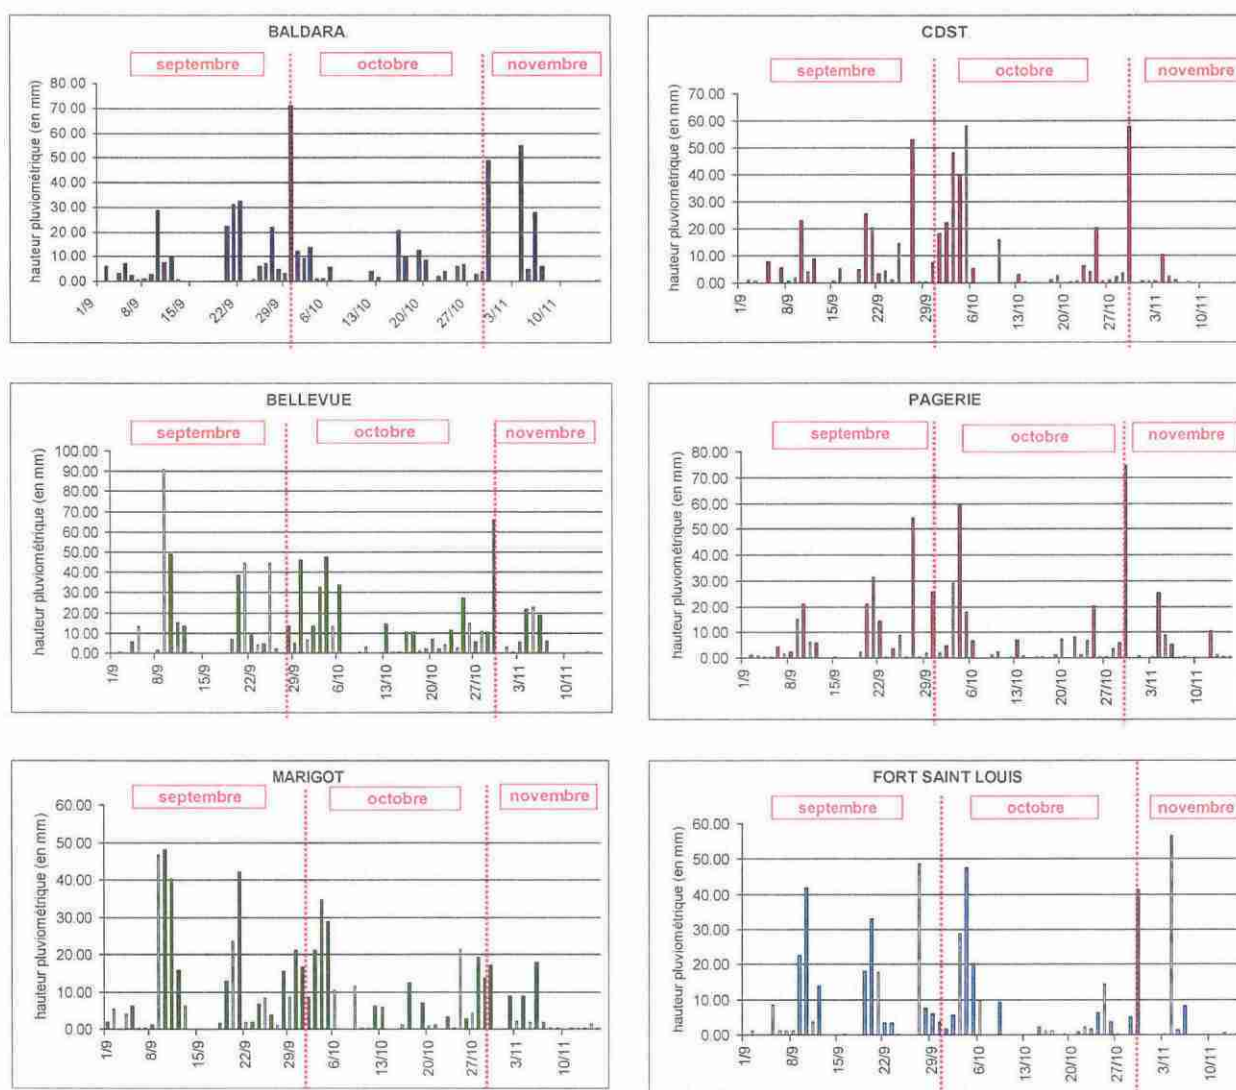 BALDARA
septembre octobre novembre
hauteur pluviométrique (en mm)
80.00
70.00
60.00
50.00
40.00
30.00
20.00
10.00
0.00
1/9 8/9 15/9 22/9 29/9 6/10 13/10 20/10 27/10 3/11 10/11
CDST
septembre octobre novembre
hauteur pluviométrique (en mm)
70.00
60.00
50.00
40.00
30.00
20.00
10.00
0.00
1/9 8/9 15/9 22/9 29/9 6/10 13/10 20/10 27/10 3/11 10/11
BELLEVUE
septembre octobre novembre
hauteur pluviométrique (en mm)
100.00
90.00
80.00
70.00
60.00
50.00
40.00
30.00
20.00
10.00
0.00
1/9 8/9 15/9 22/9 29/9 6/10 13/10 20/10 27/10 3/11 10/11
PAGERIE
septembre octobre novembre
hauteur pluviométrique (en mm)
80.00
70.00
60.00
50.00
40.00
30.00
20.00
10.00
0.00
1/9 8/9 15/9 22/9 29/9 6/10 13/10 20/10 27/10 3/11 10/11
MARIGOT
septembre octobre novembre
hauteur pluviométrique (en mm)
60.00
50.00
40.00
30.00
20.00
10.00
0.00
1/9 8/9 15/9 22/9 29/9 6/10 13/10 20/10 27/10 3/11 10/11
FORT SAINT LOUIS
septembre octobre novembre
hauteur pluviométrique (en mm)
60.00
50.00
40.00
30.00
20.00
10.00
0.00
1/9 8/9 15/9 22/9 29/9 6/10 13/10 20/10 27/10 3/11 10/11